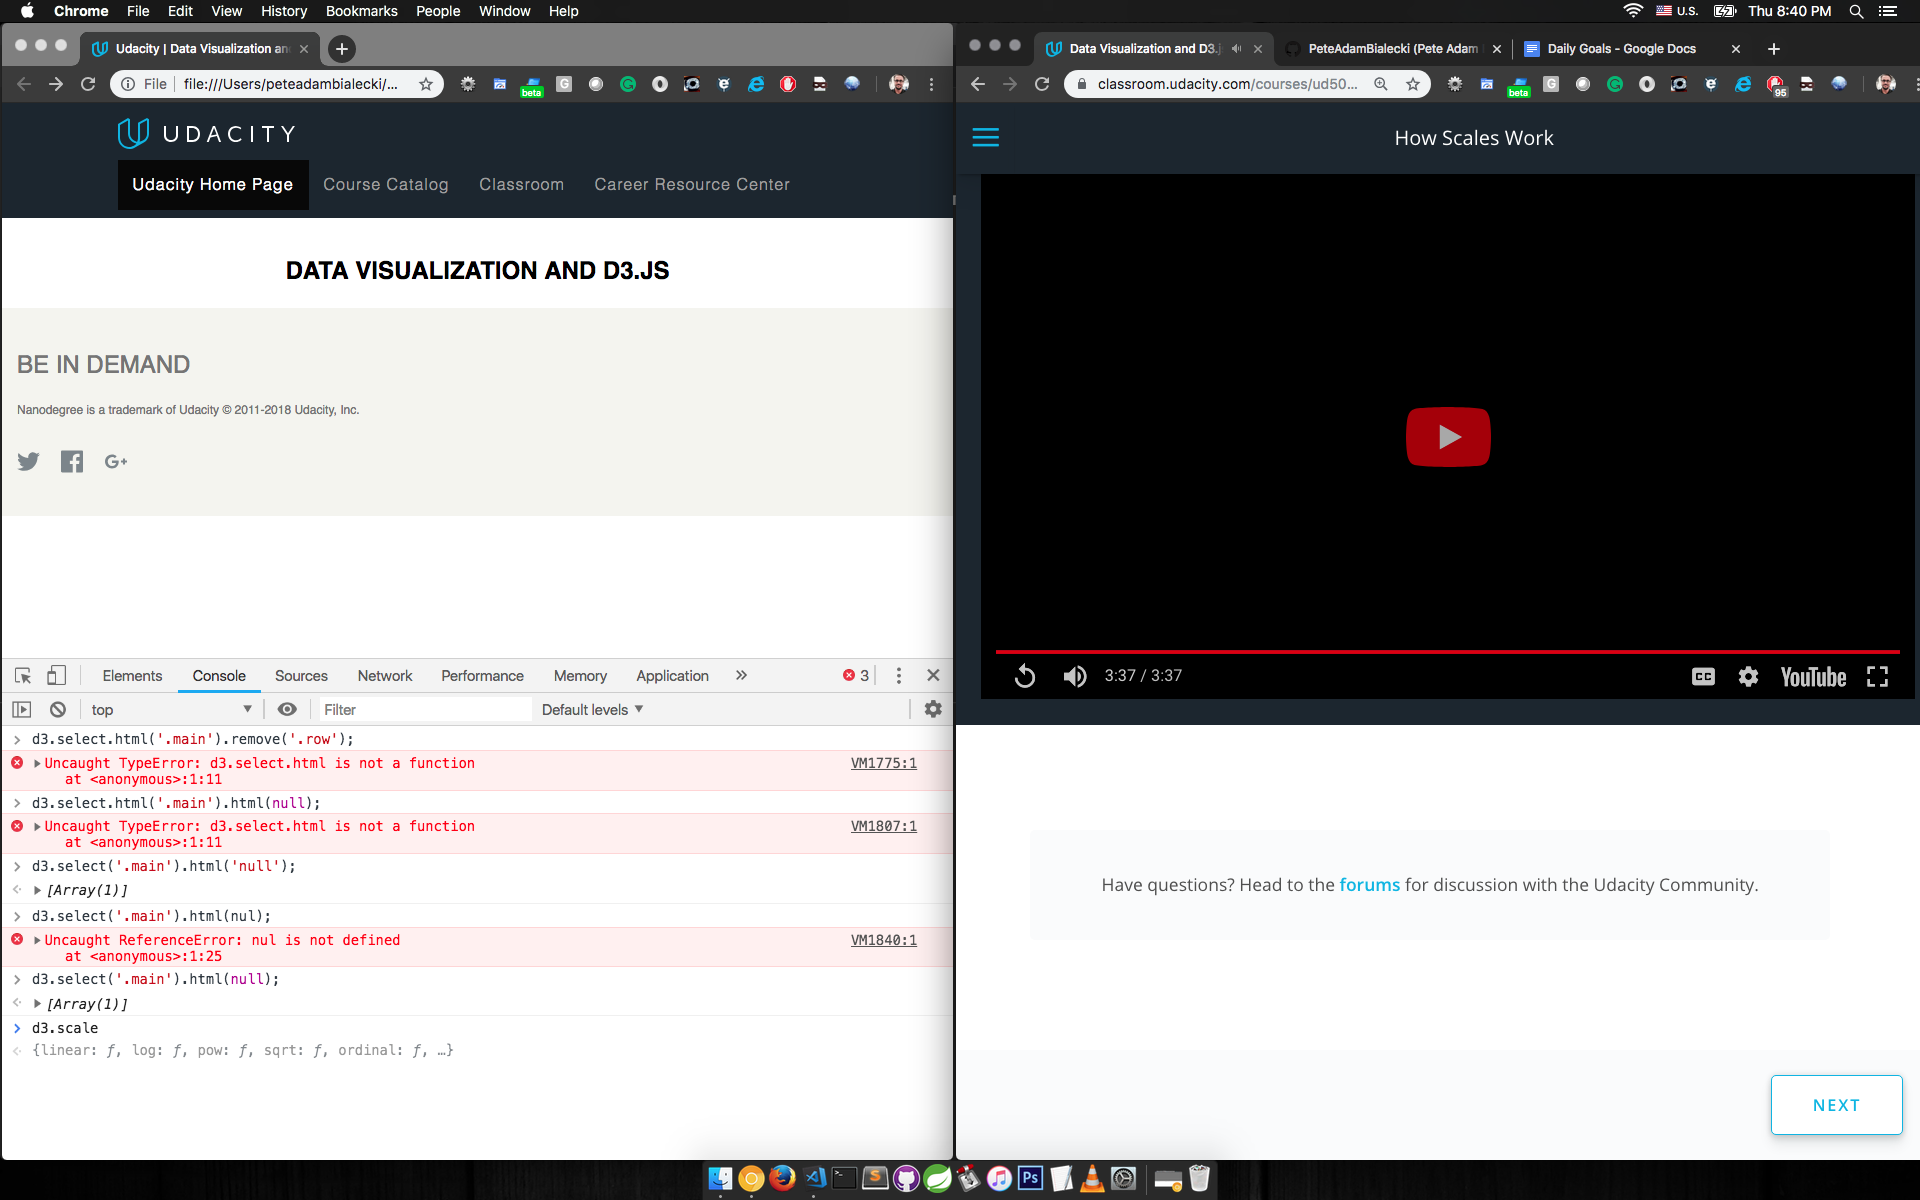 Chrome File Edit View History Bookmarks People Window Help
U.S. Thu 8:40 PM
Udacity | Data Visualization an
File file:///Users/peteadambialecki/...
beta
UDACITY
Udacity Home Page Course Catalog Classroom Career Resource Center
DATA VISUALIZATION AND D3.JS
BE IN DEMAND
Nanodegree is a trademark of Udacity © 2011-2018 Udacity, Inc.
G+
Elements Console Sources Network Performance Memory Application » 3
top Filter Default levels
d3.select.html('.main').remove('.row');
Uncaught TypeError: d3.select.html is not a function VM1775:1
at <anonymous>:1:11
d3.select.html('.main').html(null);
Uncaught TypeError: d3.select.html is not a function VM1807:1
at <anonymous>:1:11
d3.select('.main').html('null');
[Array(1)]
d3.select('.main').html(nul);
Uncaught ReferenceError: nul is not defined VM1840:1
at <anonymous>:1:25
d3.select('.main').html(null);
[Array(1)]
d3.scale
{linear: ƒ, log: ƒ, pow: ƒ, sqrt: ƒ, ordinal: ƒ, …}
Data Visualization and D3.j
PeteAdamBialecki (Pete Adam
Daily Goals - Google Docs
classroom.udacity.com/courses/ud50...
beta
95
How Scales Work
3:37 / 3:37
CC
YouTube
Have questions? Head to the forums for discussion with the Udacity Community.
NEXT
Ps